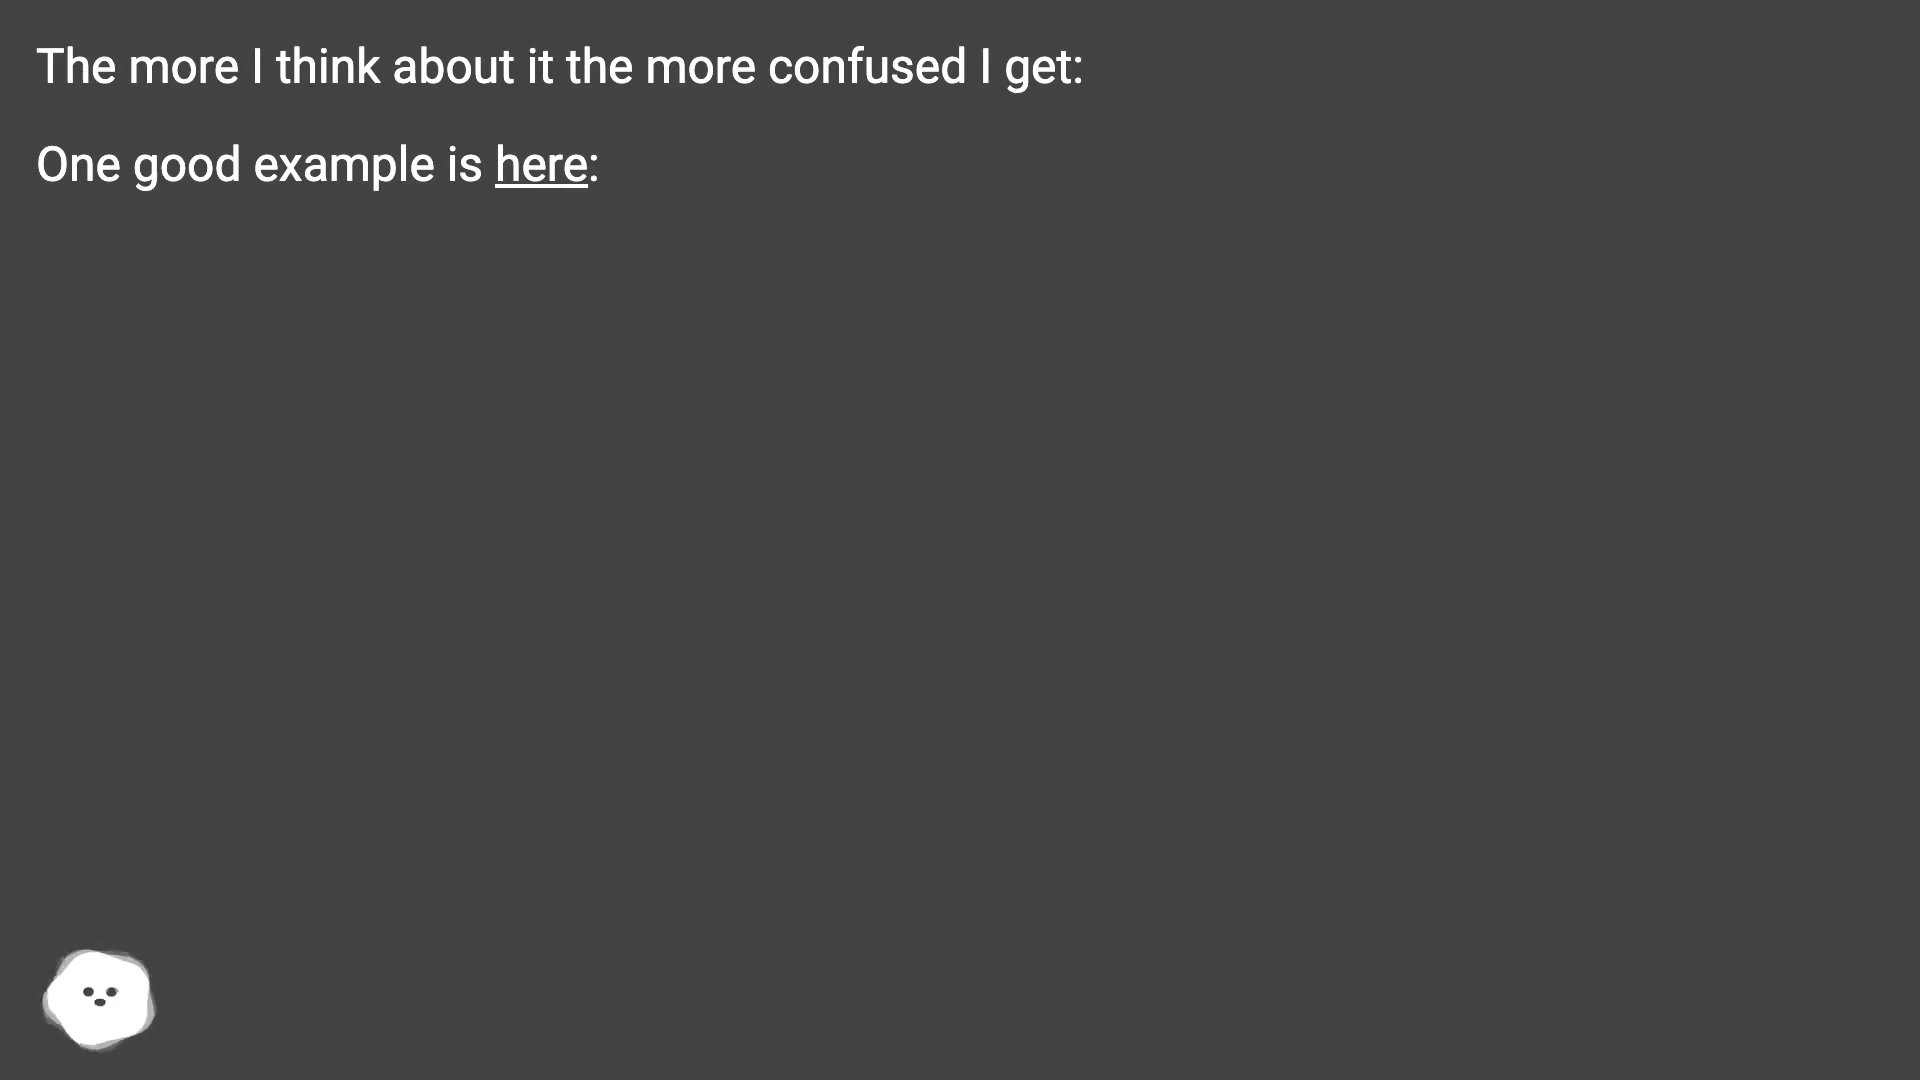 The more I think about it the more confused I get:
One good example is here: